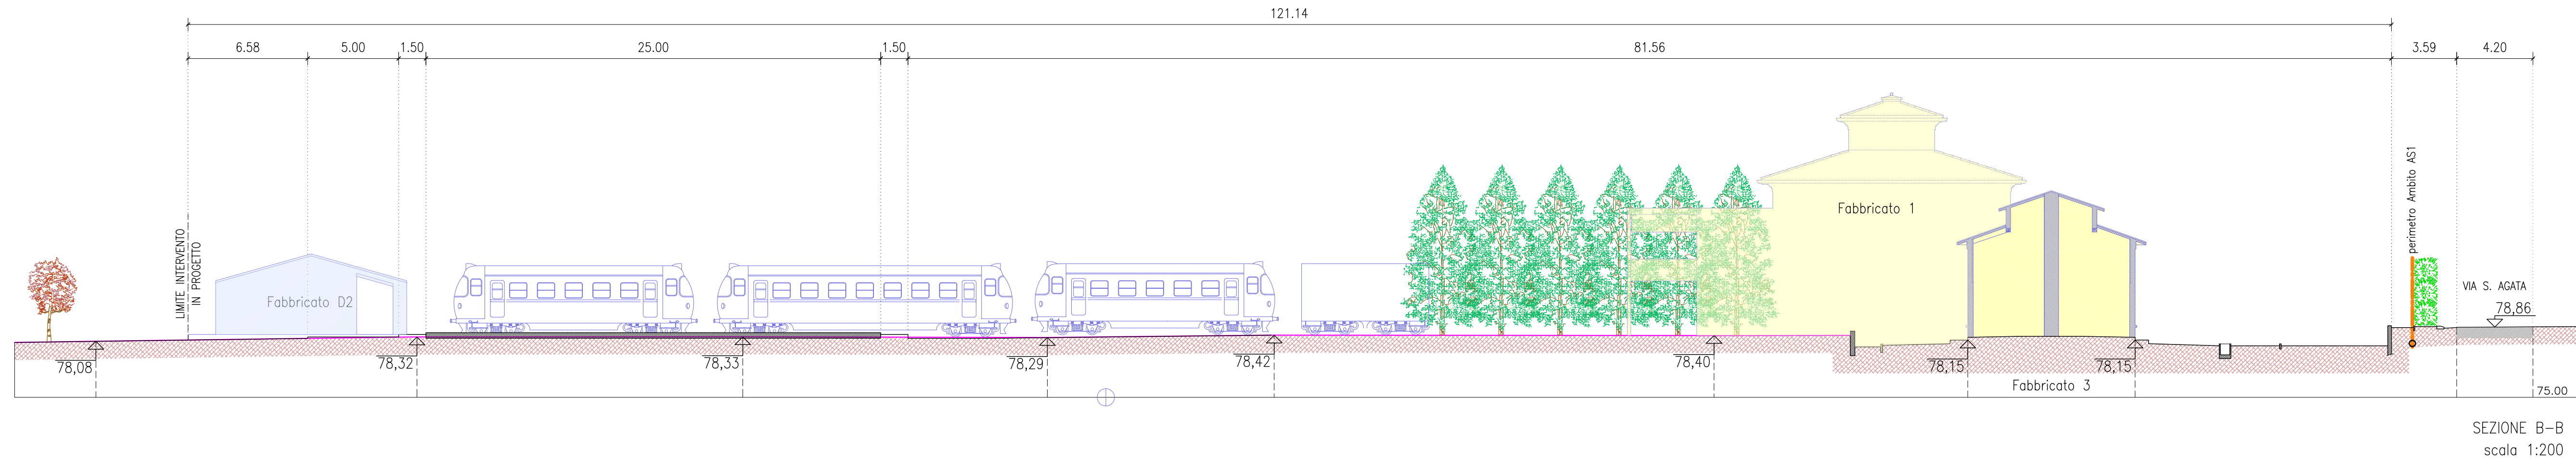 121.14
6.58 5.00 1.50 25.00 1.50 81.56 3.59 4.20
LIMITE INTERVENTO
IN PROGETTO
Fabbricato D2
Fabbricato 1
perimetro Ambito AS1
VIA S. AGATA
78,86
78,08 78,32 78,33 78,29 78,42 78,40 78,15 78,15
Fabbricato 3
75.00
SEZIONE B-B
scala 1:200